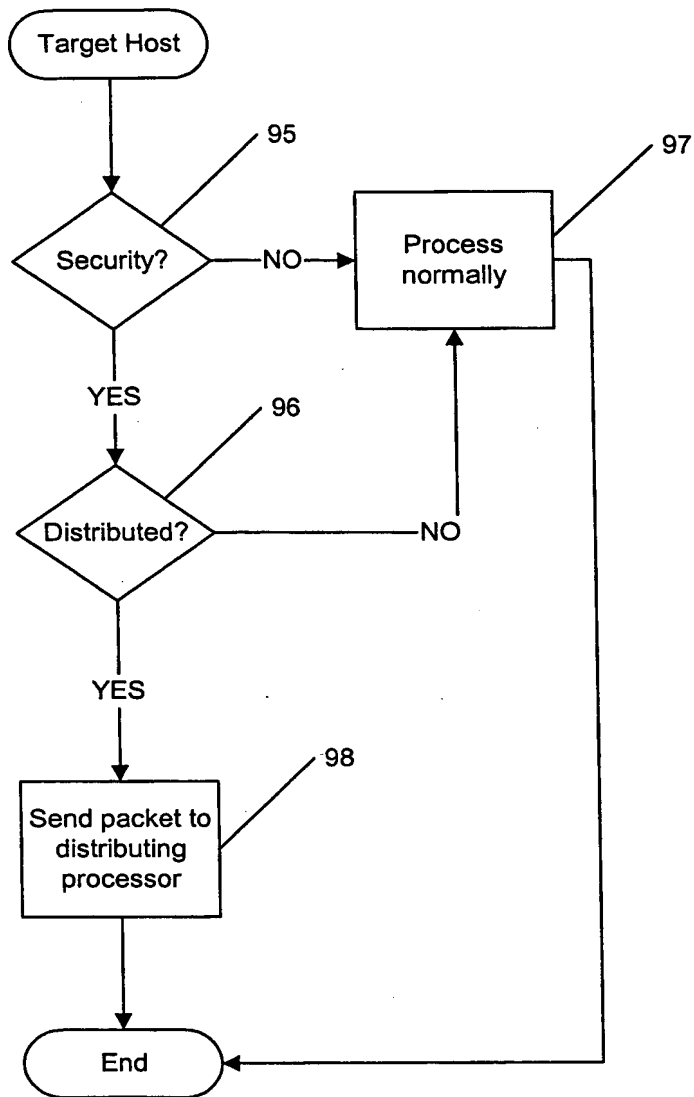 Target Host
95
97
Security?
NO
Process
normally
YES
96
Distributed?
NO
YES
98
Send packet to
distributing
processor
End